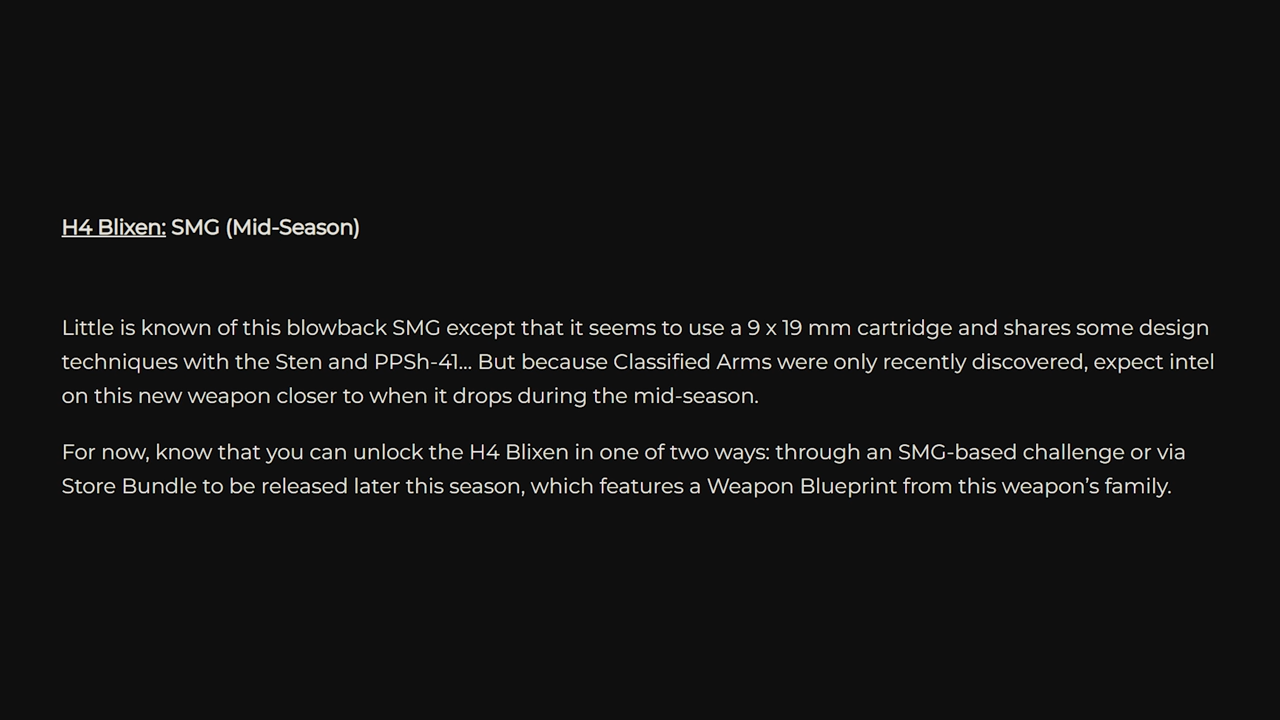 H4 Blixen: SMG (Mid-Season)
Little is known of this blowback SMG except that it seems to use a 9 x 19 mm cartridge and shares some design
techniques with the Sten and PPSh-41... But because Classified Arms were only recently discovered, expect intel
on this new weapon closer to when it drops during the mid-season.
For now, know that you can unlock the H4 Blixen in one of two ways: through an SMG-based challenge or via
Store Bundle to be released later this season, which features a Weapon Blueprint from this weapon’s family.